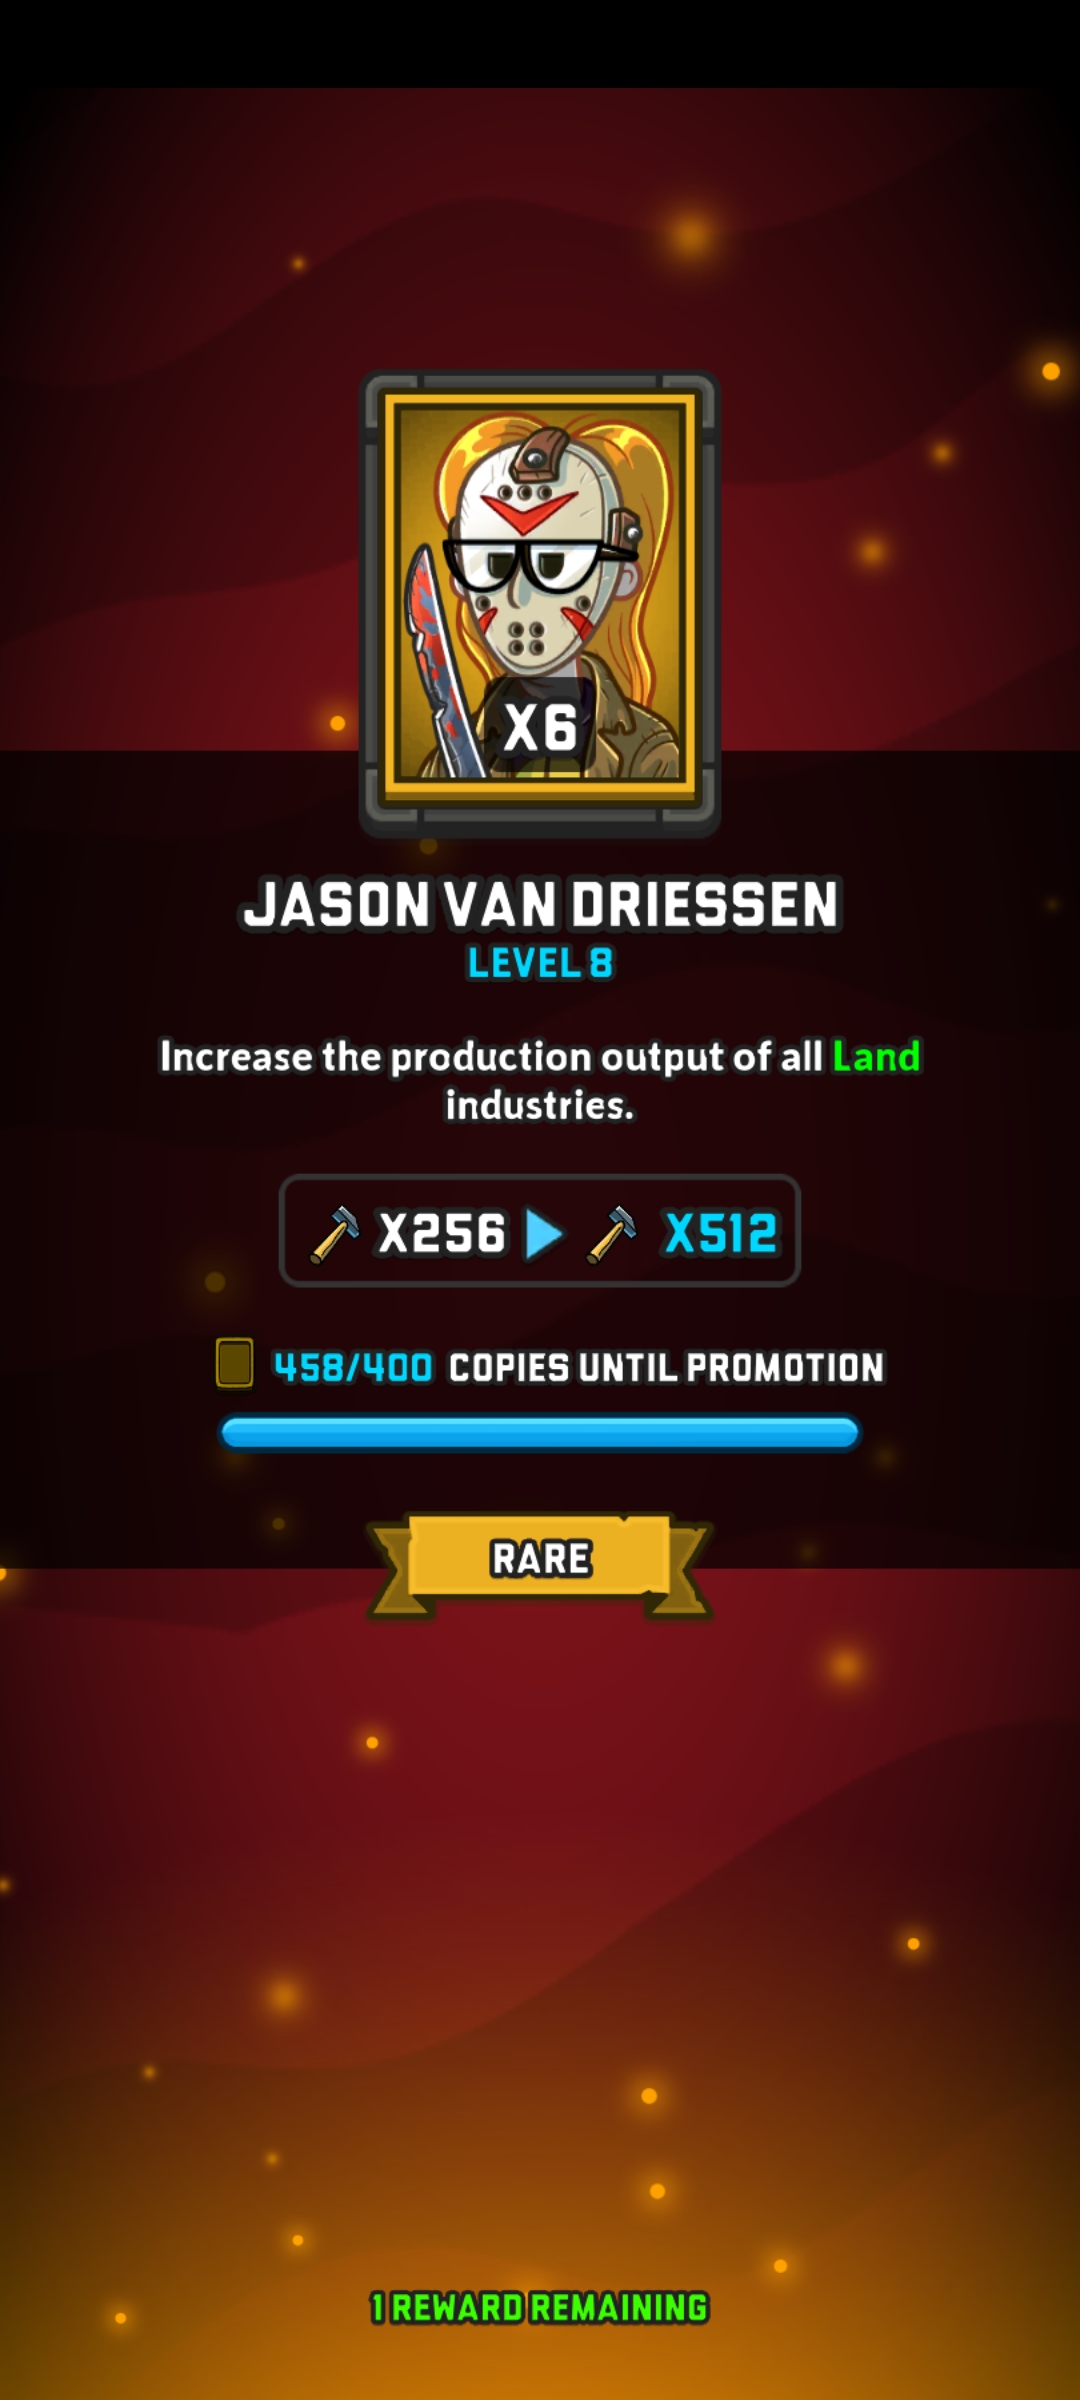 X6
JASON VAN DRIESSEN
LEVEL 8
Increase the production output of all Land
industries.
X256 X512
458/400 COPIES UNTIL PROMOTION
RARE
1 REWARD REMAINING